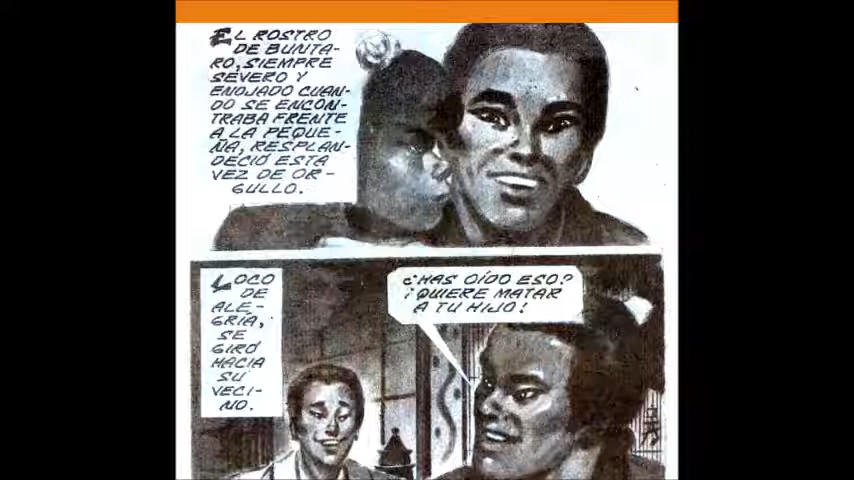 EL ROSTRO
DE BUNTA-
RO, SIEMPRE
SEVERO Y
ENOJADO CUAN-
DO SE ENCON-
TRABA FRENTE
A LA PEQUE-
ÑA, RESPLAN-
DECIÓ ESTA
VEZ DE OR-
GULLO.
LOCO
DE
ALE-
GRÍA,
SE
GIRÓ
HACIA
SU
VECI-
NO.
¿HAS OÍDO ESO?
¡QUIERE MATAR
A TU HIJO!